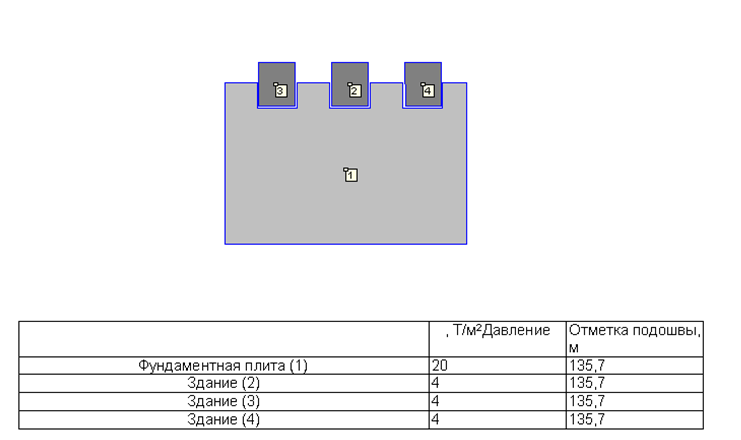 3
2
4
1
, Т/м²Давление
Отметка подошвы,
м
Фундаментная плита (1)
20
135,7
Здание (2)
4
135,7
Здание (3)
4
135,7
Здание (4)
4
135,7